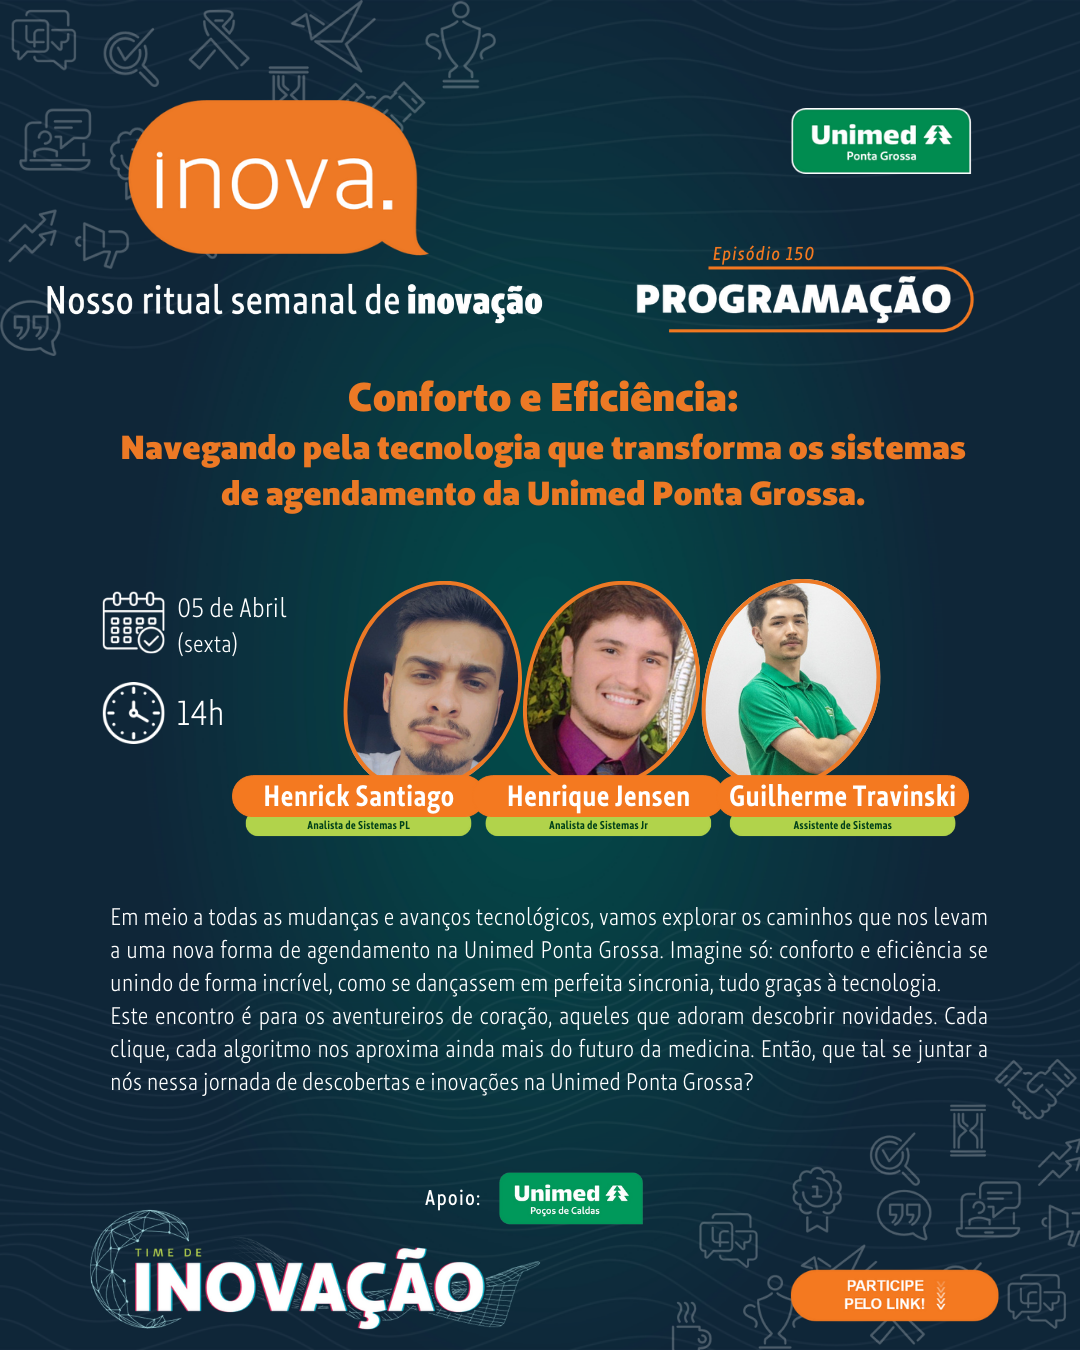 inova.
Unimed
Ponta Grossa
Nosso ritual semanal de inovação
Episódio 150
PROGRAMAÇÃO
Conforto e Eficiência:
Navegando pela tecnologia que transforma os sistemas
de agendamento da Unimed Ponta Grossa.
05 de Abril
(sexta)
14h
Henrick Santiago
Analista de Sistemas PL
Henrique Jensen
Analista de Sistemas Jr
Guilherme Travinski
Assistente de Sistemas
Em meio a todas as mudanças e avanços tecnológicos, vamos explorar os caminhos que nos levam
a uma nova forma de agendamento na Unimed Ponta Grossa. Imagine só: conforto e eficiência se
unindo de forma incrível, como se dançassem em perfeita sincronia, tudo graças à tecnologia.
Este encontro é para os aventureiros de coração, aqueles que adoram descobrir novidades. Cada
clique, cada algoritmo nos aproxima ainda mais do futuro da medicina. Então, que tal se juntar a
nós nessa jornada de descobertas e inovações na Unimed Ponta Grossa?
Apoio:
Unimed
Poços de Caldas
TIME DE
INOVAÇÃO
1
PARTICIPE
PELO LINK!